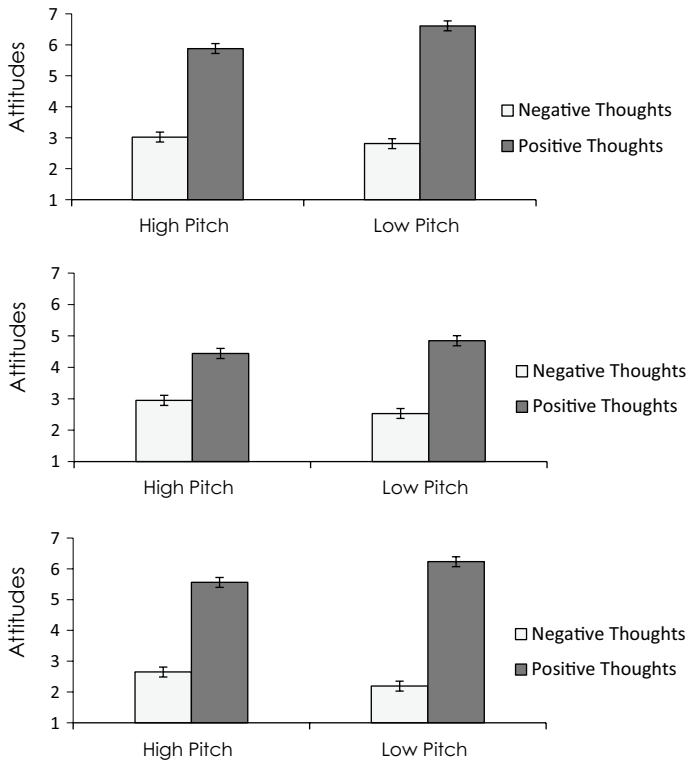 7
6
5
4
3
2
1
Attitudes
High Pitch
Low Pitch
Negative Thoughts
Positive Thoughts
7
6
5
4
3
2
1
Attitudes
High Pitch
Low Pitch
Negative Thoughts
Positive Thoughts
7
6
5
4
3
2
1
Attitudes
High Pitch
Low Pitch
Negative Thoughts
Positive Thoughts